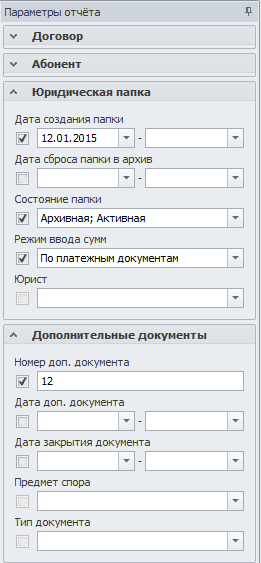 Параметры отчёта
Договор
Абонент
Юридическая папка
Дата создания папки
12.01.2015 -
Дата сброса папки в архив
-
Состояние папки
Архивная; Активная
Режим ввода сумм
По платежным документам
Юрист
Дополнительные документы
Номер доп. документа
12
Дата доп. документа
-
Дата закрытия документа
-
Предмет спора
Тип документа